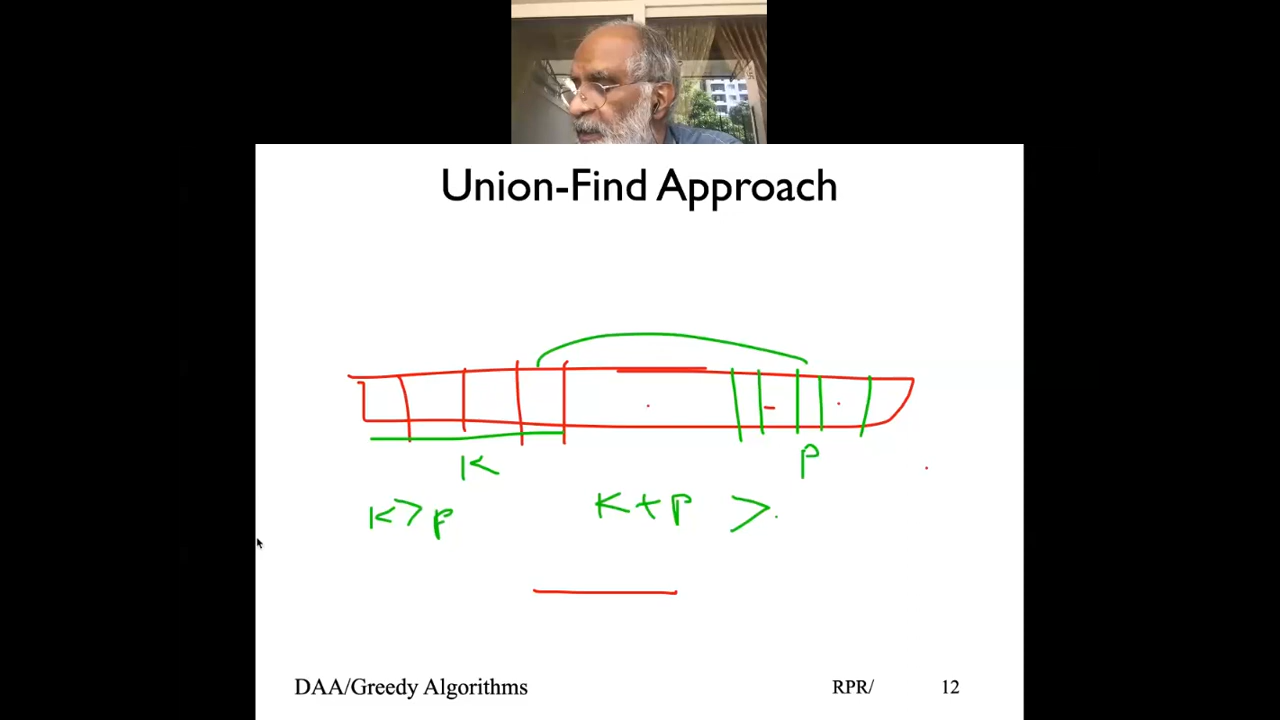 Union-Find Approach
K P
K>P K+P >
DAA/Greedy Algorithms RPR/ 12